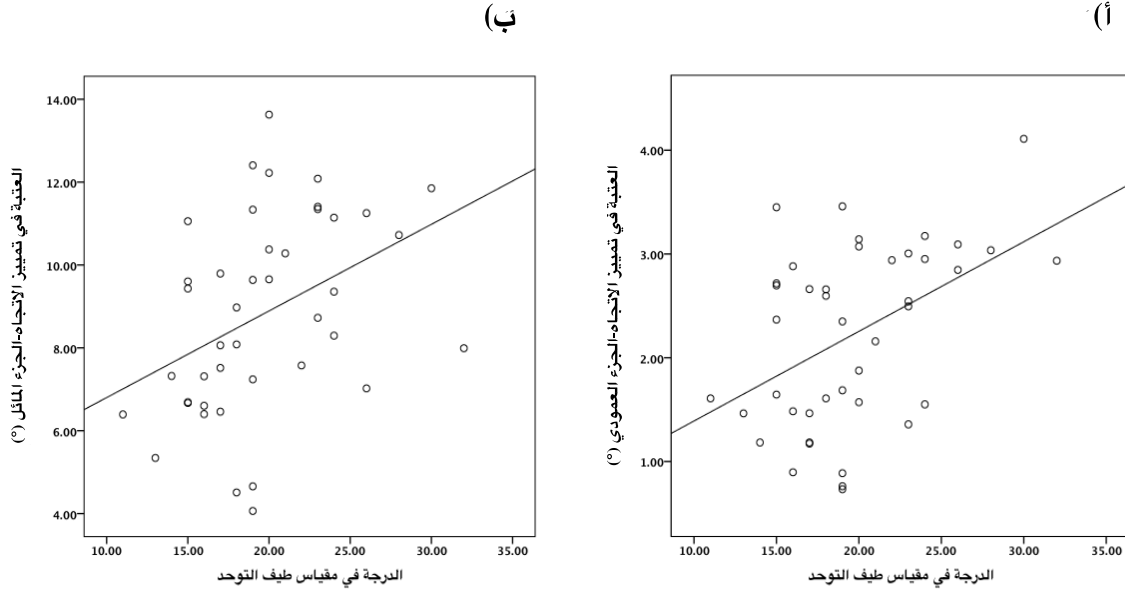 أ)
ب)
العتبة في تمييز الاتجاه-الجزء العمودي (°)
4.00
3.00
2.00
1.00
10.00 15.00 20.00 25.00 30.00 35.00
الدرجة في مقياس طيف التوحد
العتبة في تمييز الاتجاه-الجزء المائل (°)
14.00
12.00
10.00
8.00
6.00
4.00
10.00 15.00 20.00 25.00 30.00 35.00
الدرجة في مقياس طيف التوحد